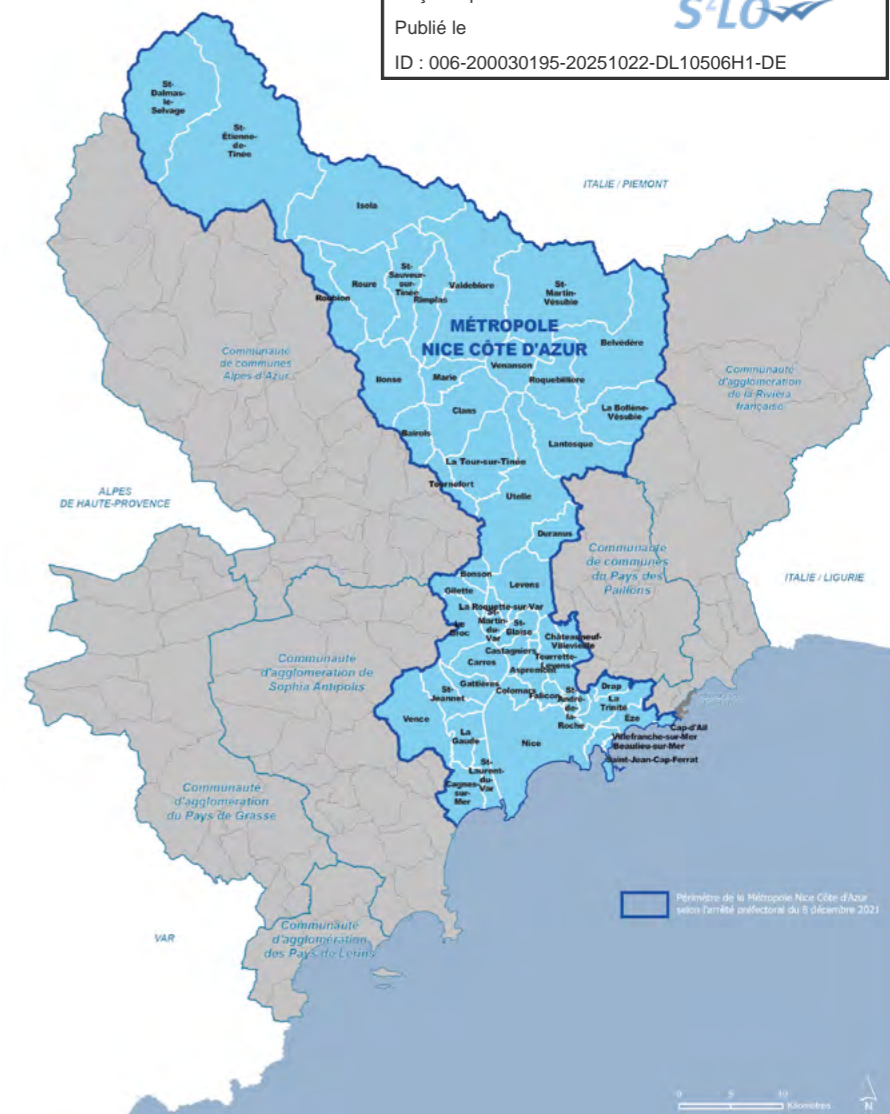 Publié le
S²LO
ID : 006-200030195-20251022-DL10506H1-DE
St-
Dalmas-
le-
Selvage
St-
Étienne-
de-
Tinée
ITALIE / PIEMONT
Isola
Roubion
Roure
St-
Sauveur-
sur-
Tinée
Rimplas
Valdeblore
St-
Martin-
Vésubie
MÉTROPOLE
NICE CÔTE D'AZUR
Belvédère
Communauté
de communes
Alpes d'Azur
Venanson
Ilonse
Marie
Roquebillière
Communauté
d'agglomération
de la Riviera
française
Clans
La Bollène-
Vésubie
Bairols
Lantosque
La Tour-sur-Tinée
Tournefort
Utelle
ALPES
DE HAUTE-PROVENCE
Duranus
Communauté
de communes
du Pays des
Paillons
ITALIE / LIGURIE
Bonson
Levens
Gilette
La Roquette-sur-Var
Le
Broc
St-
Martin-
du-
Var
St-
Blaise
Châteauneuf-
Villevieille
Castagniers
Tourrette-
Levens
Carros
Aspremont
Communauté
d'agglomération de
Sophia Antipolis
St-
Jeannet
Gattières
Colomars
Falicon
St-
André-
de-la-
Roche
Drap
La
Trinité
Vence
Eze
Cap-d'Ail
La
Gaude
Nice
Villefranche-sur-Mer
Beaulieu-sur-Mer
Saint-Jean-Cap-Ferrat
St-
Laurent-
du-
Var
Cagnes-
sur-
Mer
Communauté
d'agglomération
du Pays de Grasse
Périmètre de la Métropole Nice Côte d'Azur
selon l'arrêté préfectoral du 8 décembre 2021
VAR
Communauté
d'agglomération
des Pays de Lérins
0 5 10
Kilomètres
N